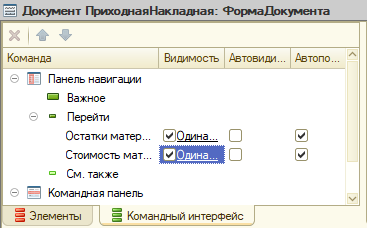 Документ ПриходнаяНакладная: ФормаДокумента
Команда Видимость Автовиди... Автопо...
Панель навигации
Важное
Перейти
Остатки матер... Одина...
Стоимость мат... Одина...
См. также
Командная панель
Элементы Командный интерфейс